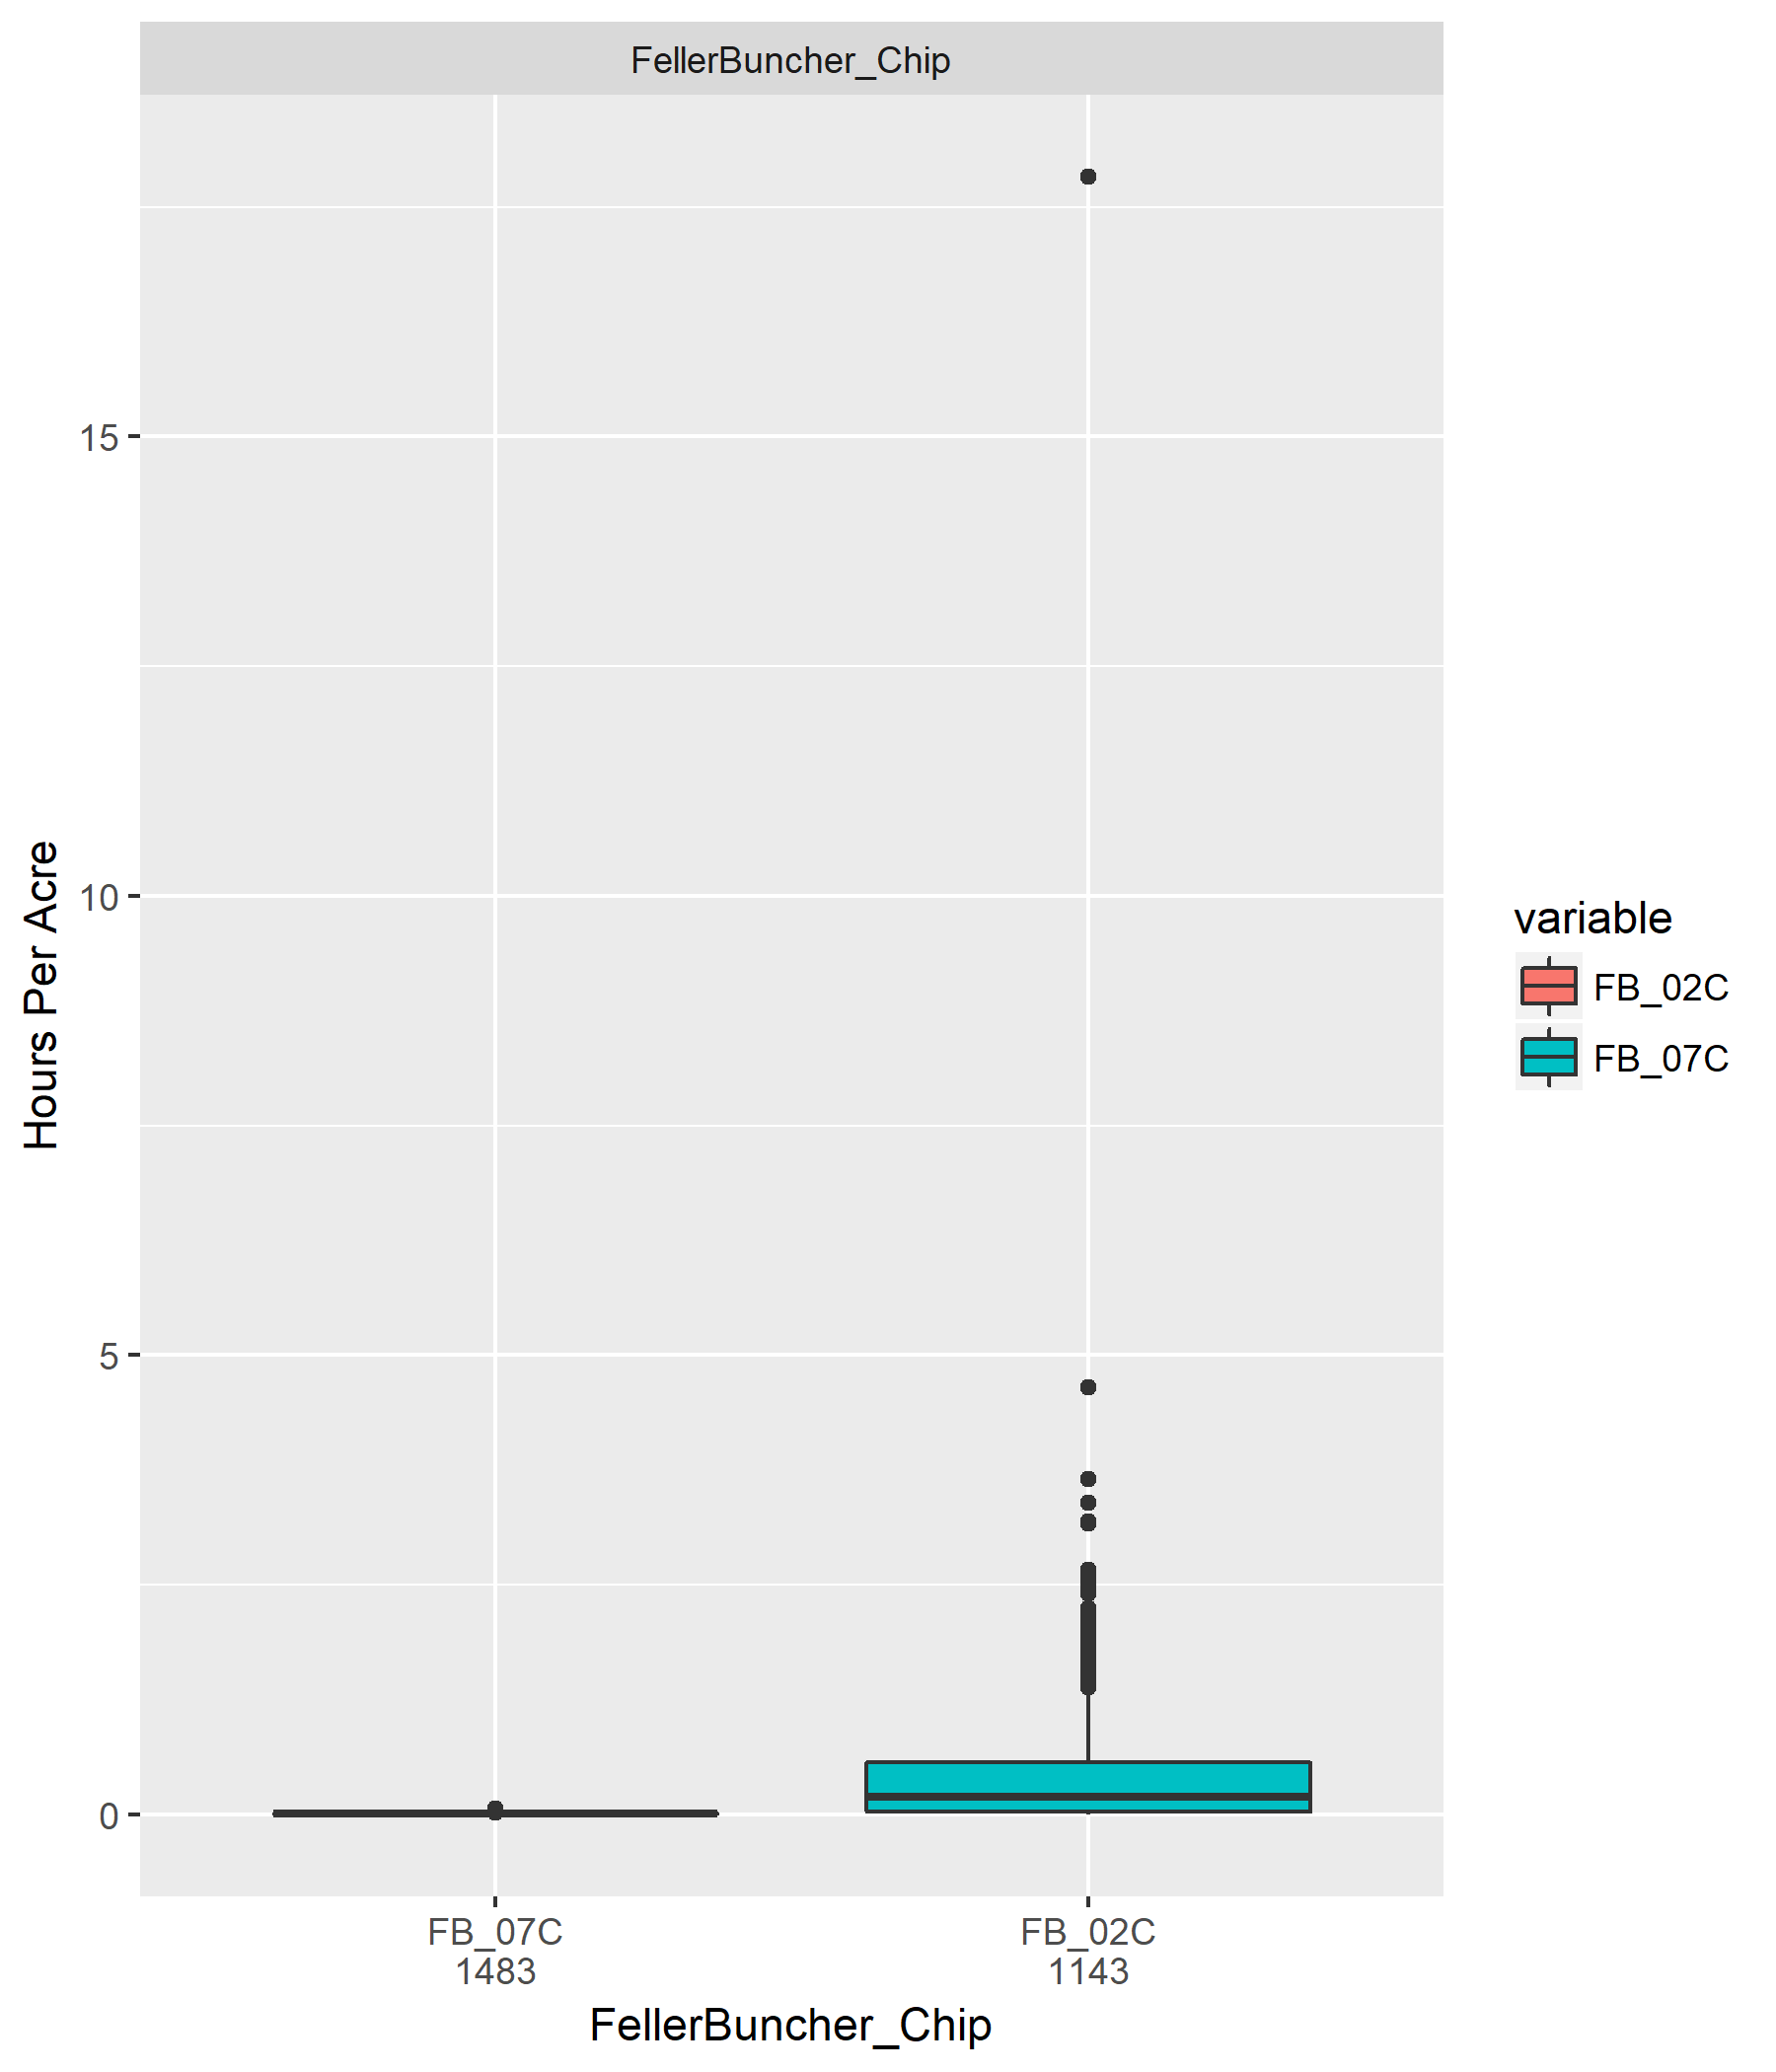 FellerBuncher_Chip
Hours Per Acre
15
10
5
0
FB_07C
1483
FB_02C
1143
FellerBuncher_Chip
variable
FB_02C
FB_07C